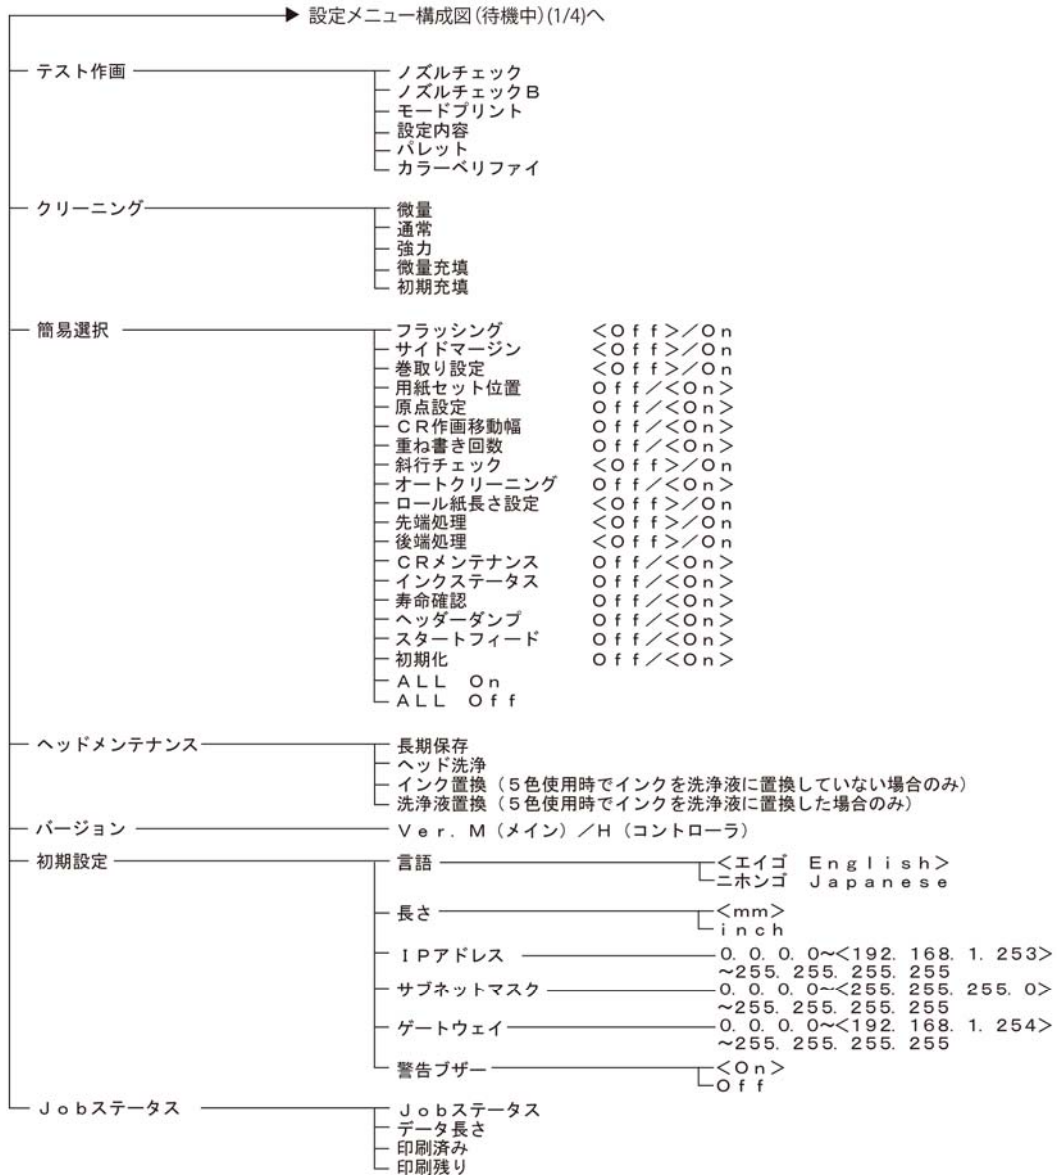 設定メニュー構成図(待機中)(1/4)へ
テスト作画
ノズルチェック
ノズルチェックB
モードプリント
設定内容
パレット
カラーベリファイ
クリーニング
微量
通常
強力
微量充填
初期充填
簡易選択
フラッシング <Off>/On
サイドマージン <Off>/On
巻取り設定 <Off>/On
用紙セット位置 Off/<On>
原点設定 Off/<On>
CR作画移動幅 Off/<On>
重ね書き回数 Off/<On>
斜行チェック <Off>/On
オートクリーニング Off/<On>
ロール紙長さ設定 <Off>/On
先端処理 <Off>/On
後端処理 <Off>/On
CRメンテナンス Off/<On>
インクステータス Off/<On>
寿命確認 Off/<On>
ヘッダーダンプ Off/<On>
スタートフィード Off/<On>
初期化 Off/<On>
ALL On
ALL Off
ヘッドメンテナンス
長期保存
ヘッド洗浄
インク置換(5色使用時でインクを洗浄液に置換していない場合のみ)
洗浄液置換(5色使用時でインクを洗浄液に置換した場合のみ)
バージョン
Ver. M(メイン)/H(コントローラ)
初期設定
言語
<エイゴ English>
ニホンゴ Japanese
長さ
<mm>
inch
IPアドレス
0. 0. 0. 0~<192. 168. 1. 253>
~255. 255. 255. 255
サブネットマスク
0. 0. 0. 0~<255. 255. 255. 0>
~255. 255. 255. 255
ゲートウェイ
0. 0. 0. 0~<192. 168. 1. 254>
~255. 255. 255. 255
警告ブザー
<On>
Off
Jobステータス
Jobステータス
データ長さ
印刷済み
印刷残り